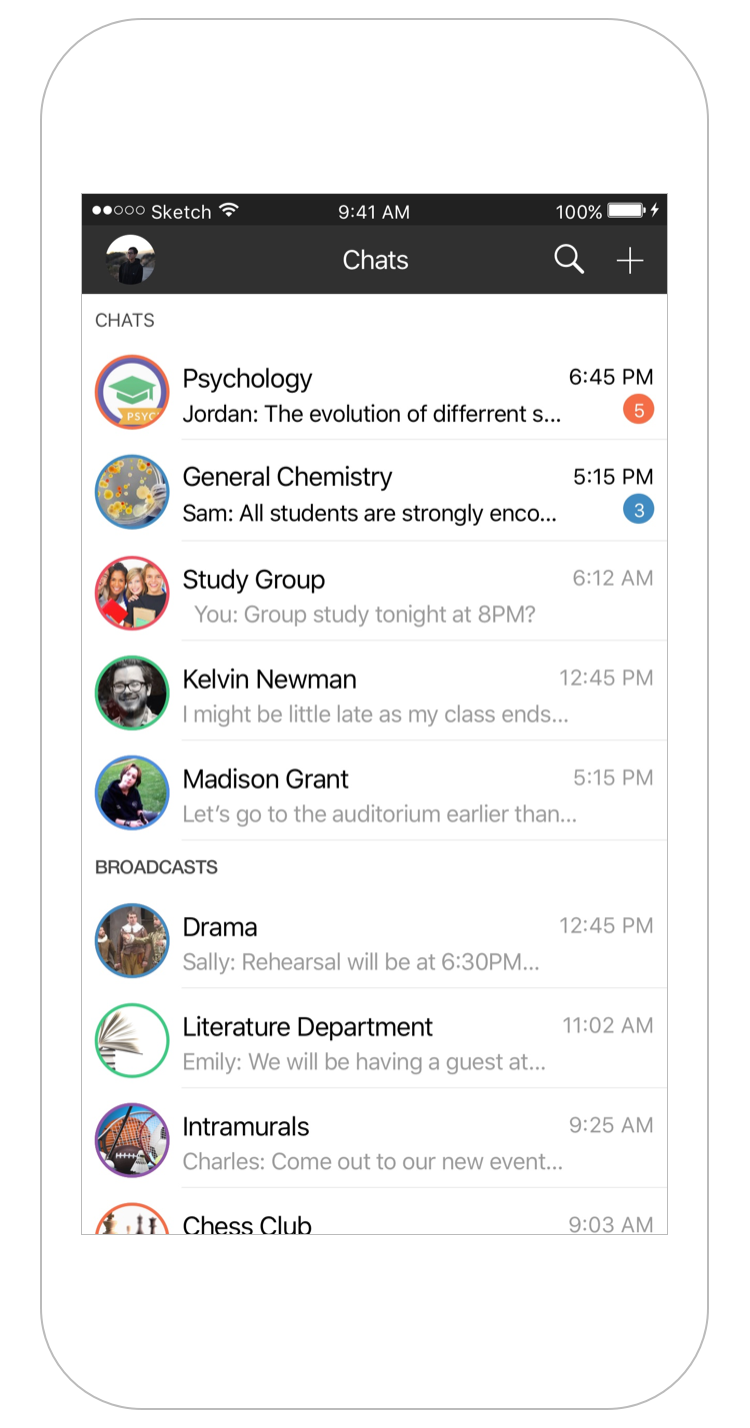 Sketch 9:41 AM 100%
Chats
CHATS
Psychology 6:45 PM
PSYC
Jordan: The evolution of differrent s... 5
General Chemistry 5:15 PM
Sam: All students are strongly enco... 3
Study Group 6:12 AM
You: Group study tonight at 8PM?
Kelvin Newman 12:45 PM
I might be little late as my class ends...
Madison Grant 5:15 PM
Let's go to the auditorium earlier than...
BROADCASTS
Drama 12:45 PM
Sally: Rehearsal will be at 6:30PM...
Literature Department 11:02 AM
Emily: We will be having a guest at...
Intramurals 9:25 AM
Charles: Come out to our new event...
Chess Club 9:03 AM